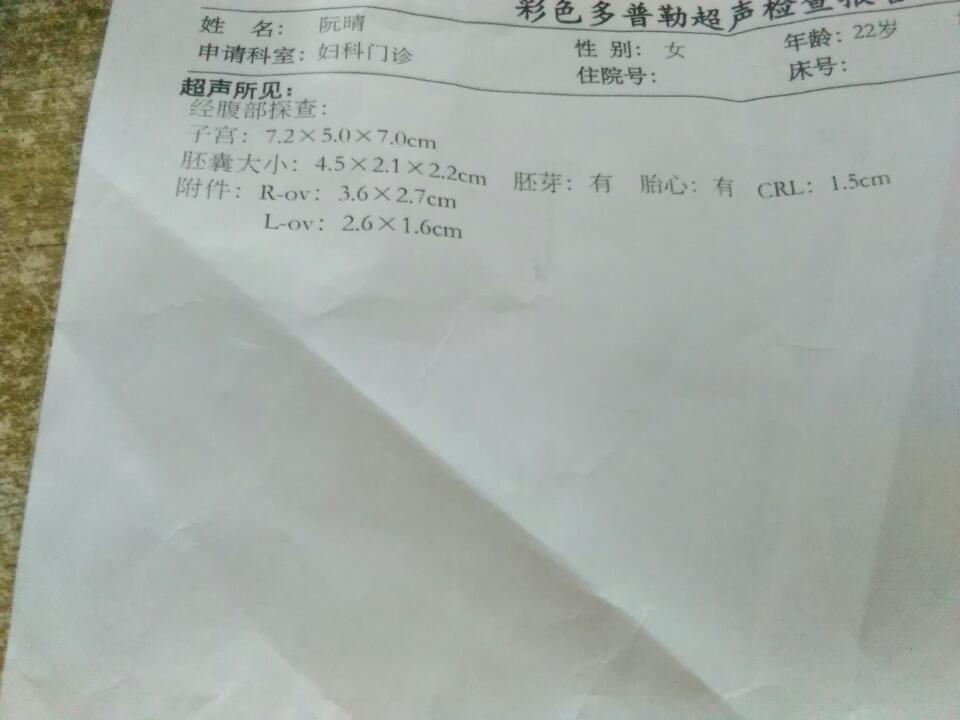 彩色多普勒超声检查报告
姓 名: 阮晴
性 别: 女
年龄: 22岁
申请科室: 妇科门诊
住院号:
床号:
超声所见:
经腹部探查:
子宫: 7.2×5.0×7.0cm
胚囊大小: 4.5×2.1×2.2cm 胚芽: 有 胎心: 有 CRL: 1.5cm
附件: R-ov: 3.6×2.7cm
L-ov: 2.6×1.6cm